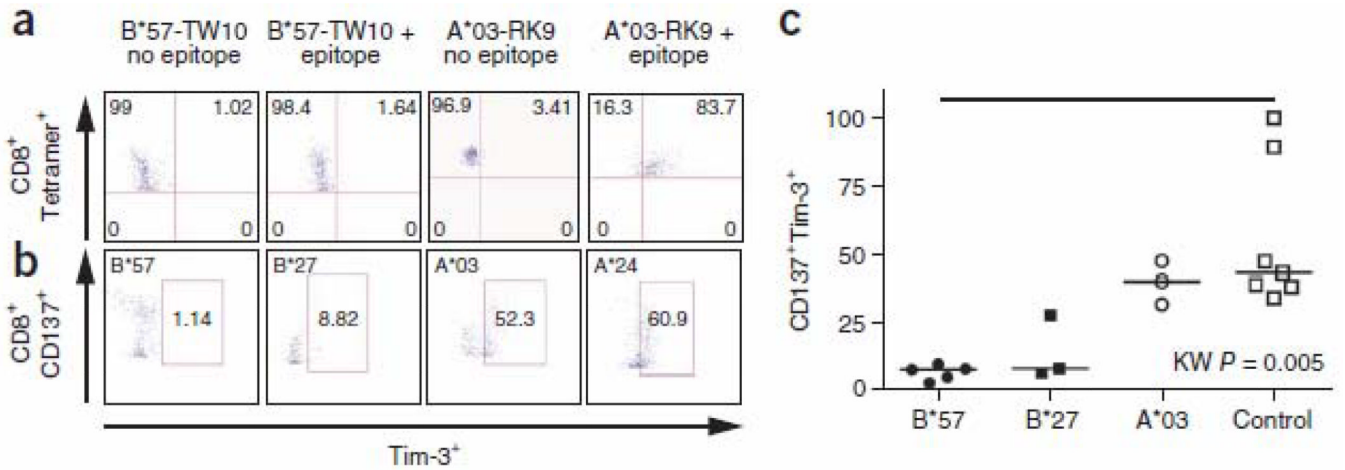 a
B*57-TW10 no epitope
B*57-TW10 + epitope
A*03-RK9 no epitope
A*03-RK9 + epitope
CD8+ Tetramer+
99 1.02
0 0
98.4 1.64
0 0
96.9 3.41
0 0
16.3 83.7
0 0
b
CD8+ CD137+
B*57
1.14
B*27
8.82
A*03
52.3
A*24
60.9
Tim-3+
c
CD137+Tim-3+
100
75
50
25
0
KW P = 0.005
B*57 B*27 A*03 Control